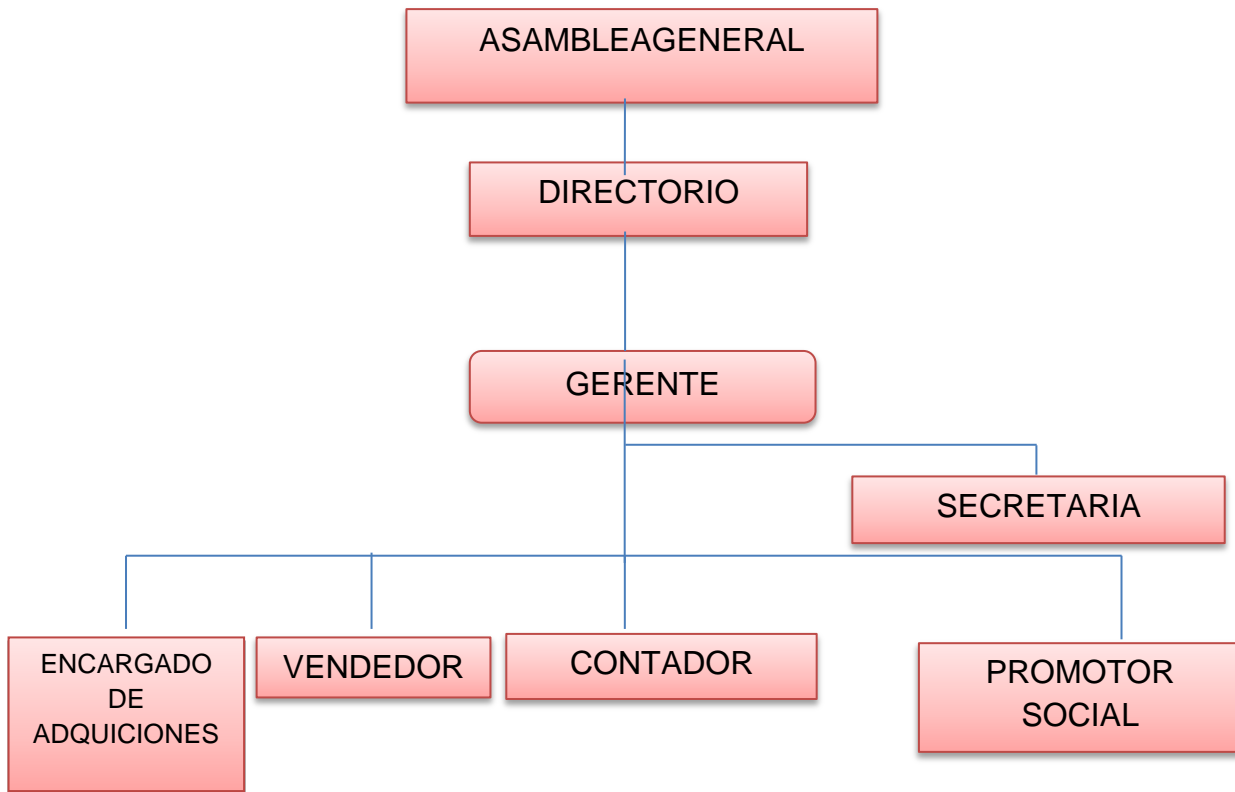 ASAMBLEAGENERAL
DIRECTORIO
GERENTE
SECRETARIA
ENCARGADO
DE
ADQUICIONES
VENDEDOR
CONTADOR
PROMOTOR
SOCIAL